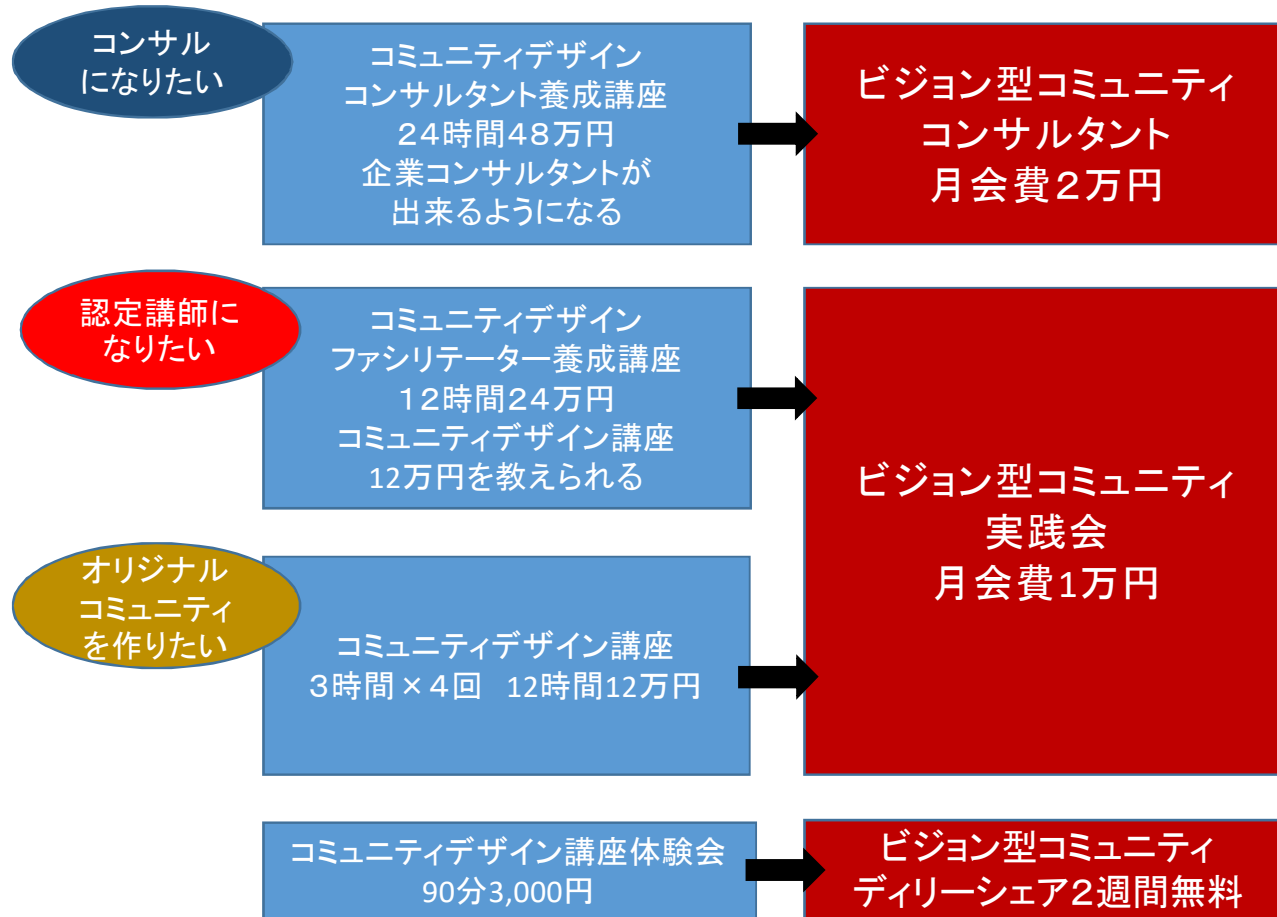 コンサル
になりたい
コミュニティデザイン
コンサルタント養成講座
２４時間４８万円
企業コンサルタントが
出来るようになる
ビジョン型コミュニティ
コンサルタント
月会費２万円
認定講師に
なりたい
コミュニティデザイン
ファシリテーター養成講座
１２時間２４万円
コミュニティデザイン講座
12万円を教えられる
ビジョン型コミュニティ
実践会
月会費1万円
オリジナル
コミュニティ
を作りたい
コミュニティデザイン講座
３時間×４回　12時間12万円
コミュニティデザイン講座体験会
90分3,000円
ビジョン型コミュニティ
ディリーシェア２週間無料